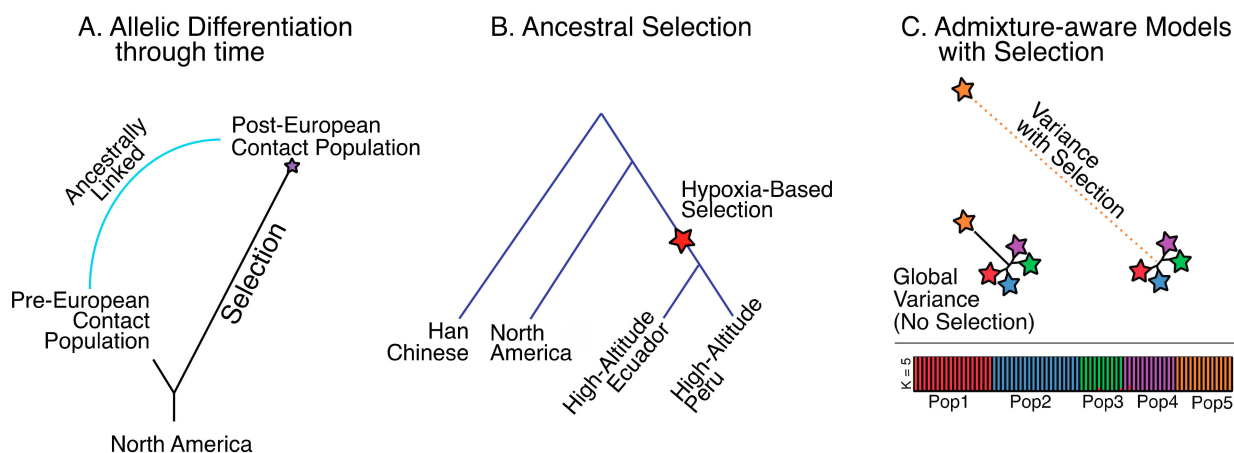 A. Allelic Differentiation
through time
Ancestrally
Linked
Post-European
Contact Population
Selection
Pre-European
Contact
Population
North America
B. Ancestral Selection
Hypoxia-Based
Selection
Han
Chinese
North
America
High-Altitude
Ecuador
High-Altitude
Peru
C. Admixture-aware Models
with Selection
Variance
with Selection
Global
Variance
(No Selection)
K = 5
Pop1 Pop2 Pop3 Pop4 Pop5